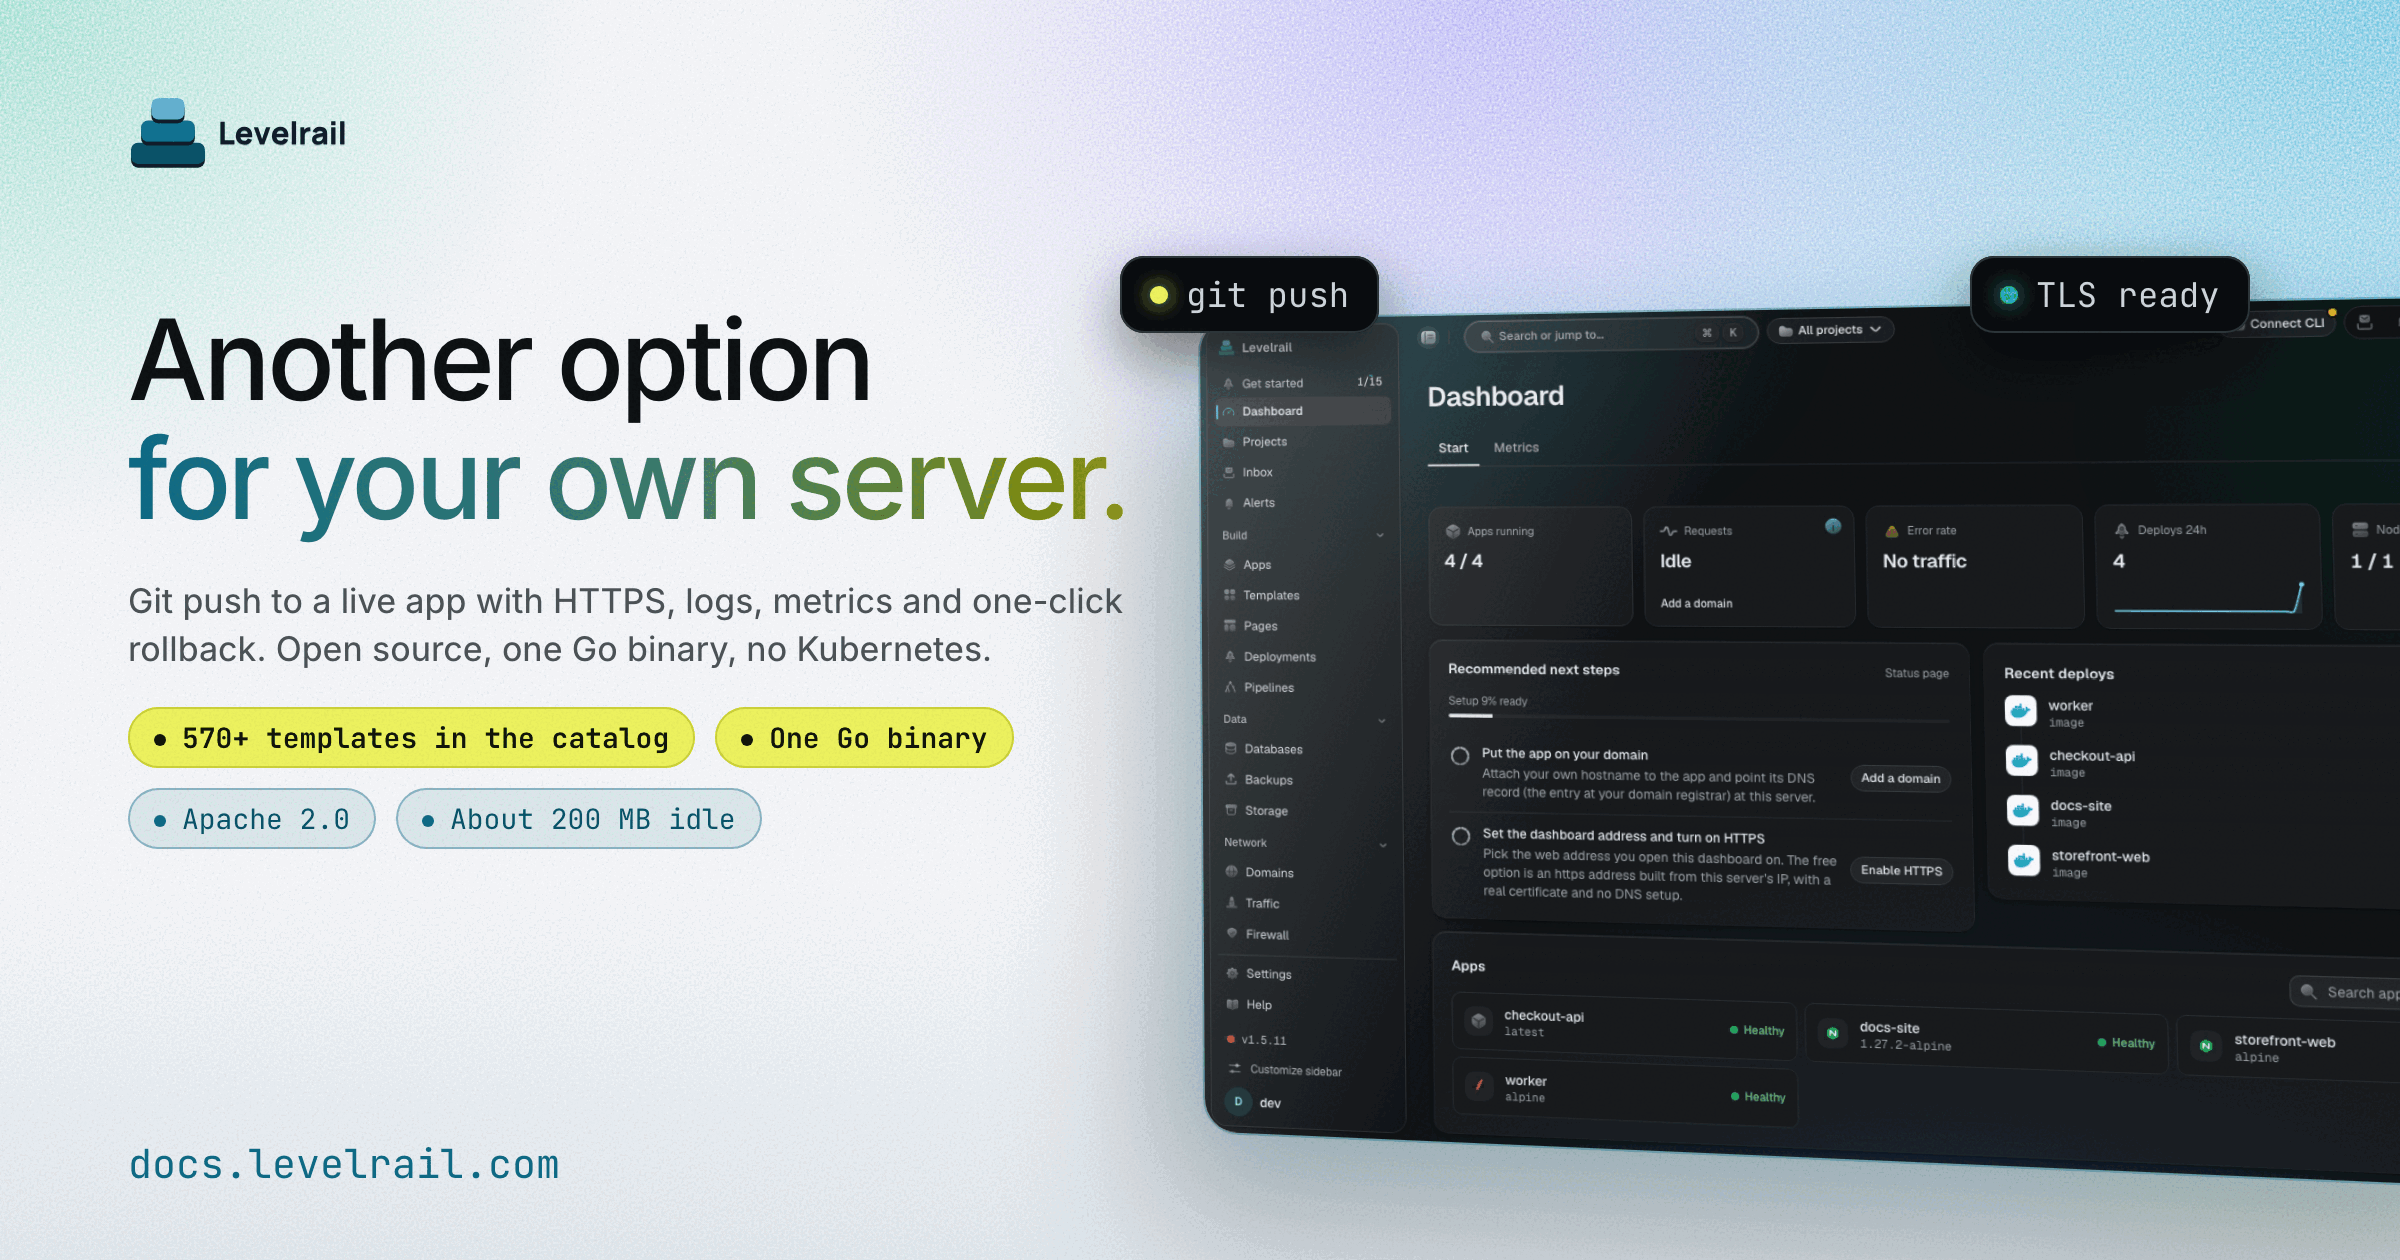 Levelrail
Another option
for your own server.
Git push to a live app with HTTPS, logs, metrics and one-click
rollback. Open source, one Go binary, no Kubernetes.
570+ templates in the catalog
One Go binary
Apache 2.0
About 200 MB idle
docs.levelrail.com
git push
TLS ready
Levelrail
Search or jump to...
⌘ K
All projects
Connect CLI
Get started 1/15
Dashboard
Projects
Inbox
Alerts
Build
Apps
Templates
Pages
Deployments
Pipelines
Data
Databases
Backups
Storage
Network
Domains
Traffic
Firewall
Settings
Help
v1.5.11
Customize sidebar
D dev
Dashboard
Start Metrics
Apps running
4 / 4
Requests
Idle
Add a domain
Error rate
No traffic
Deploys 24h
4
1 / 1
Recommended next steps
Status page
Setup 9% ready
Put the app on your domain
Attach your own hostname to the app and point its DNS
record (the entry at your domain registrar) at this server.
Add a domain
Set the dashboard address and turn on HTTPS
Pick the web address you open this dashboard on. The free
option is an https address built from this server's IP, with a
real certificate and no DNS setup.
Enable HTTPS
Recent deploys
worker
image
checkout-api
image
docs-site
image
storefront-web
image
Apps
Search
checkout-api
latest
Healthy
docs-site
1.27.2-alpine
Healthy
storefront-web
alpine
worker
alpine
Healthy